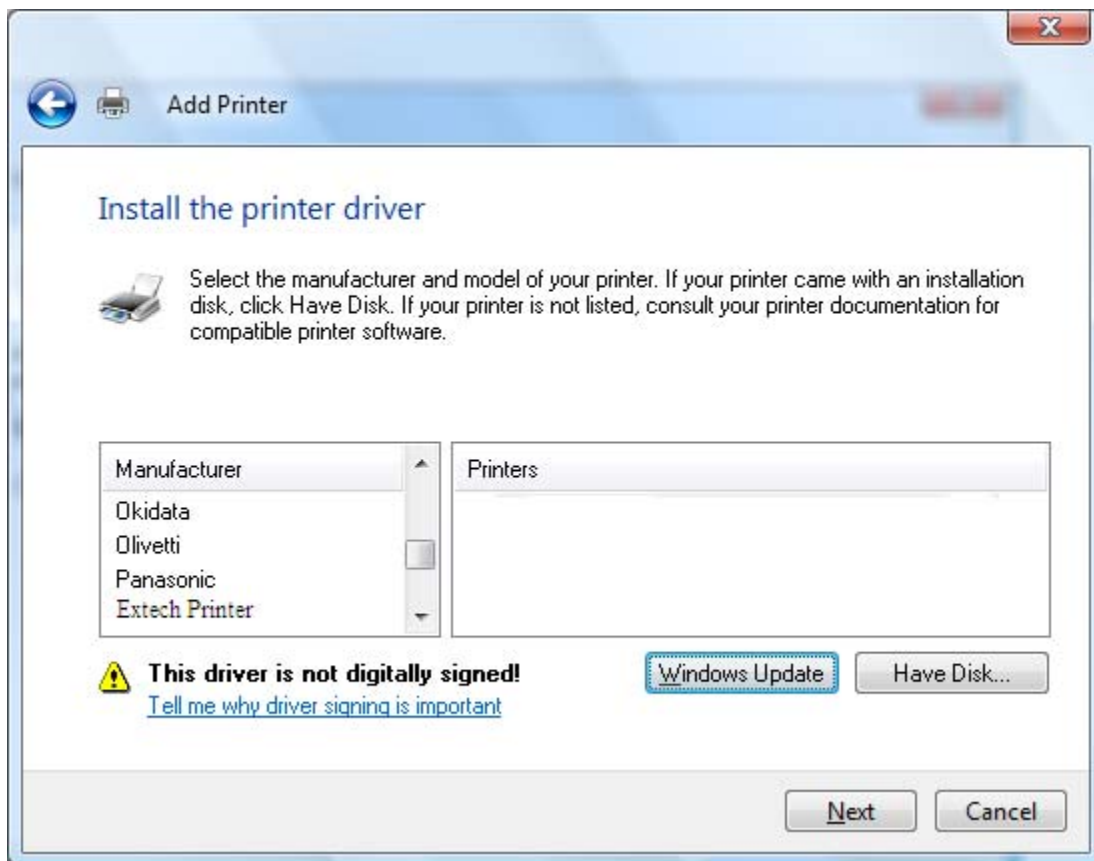 Add Printer
Install the printer driver
Select the manufacturer and model of your printer. If your printer came with an installation
disk, click Have Disk. If your printer is not listed, consult your printer documentation for
compatible printer software.
Manufacturer
Printers
Okidata
Olivetti
Panasonic
Extech Printer
This driver is not digitally signed!
Windows Update
Have Disk...
Tell me why driver signing is important
Next
Cancel